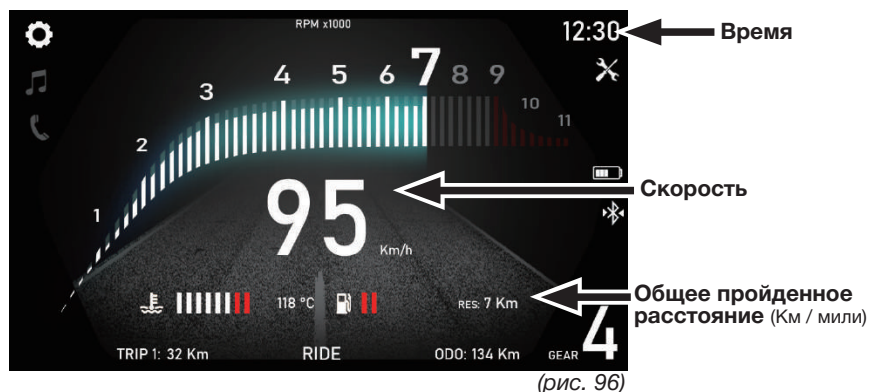 RPM x1000
12:30
Время
1
2
3
4
5
6
7
8
9
10
11
95
Km/h
Скорость
118 °C
RES: 7 Km
Общее пройденное
расстояние (Км / мили)
TRIP 1: 32 Km
RIDE
ODO: 134 Km
GEAR 4
(рис. 96)